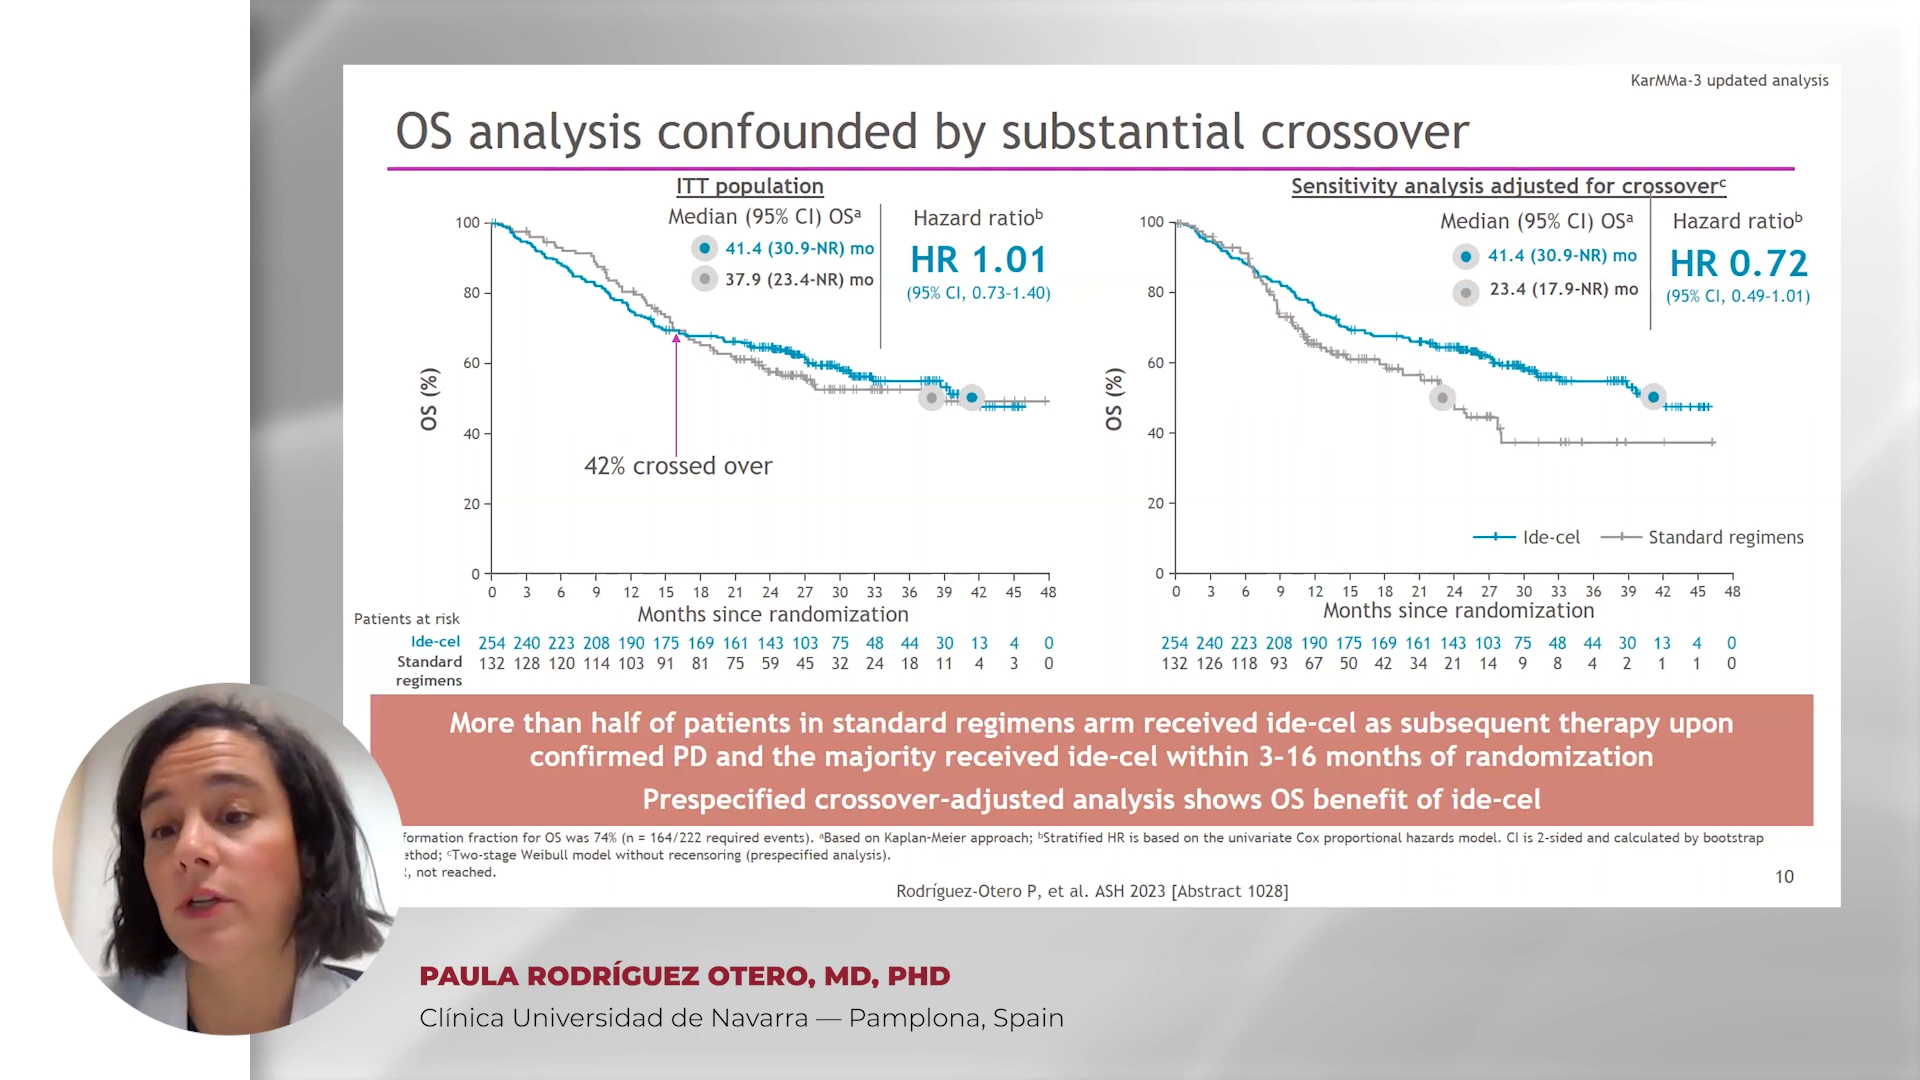 KarMMa-3 updated analysis
OS analysis confounded by substantial crossover
ITT population
Median (95% CI) OSᵃ
Hazard ratioᵇ
41.4 (30.9-NR) mo
37.9 (23.4-NR) mo
HR 1.01
(95% CI, 0.73-1.40)
OS (%)
100
80
60
40
20
0
42% crossed over
0 3 6 9 12 15 18 21 24 27 30 33 36 39 42 45 48
Months since randomization
Sensitivity analysis adjusted for crossoverᶜ
Median (95% CI) OSᵃ
Hazard ratioᵇ
41.4 (30.9-NR) mo
23.4 (17.9-NR) mo
HR 0.72
(95% CI, 0.49-1.01)
OS (%)
100
80
60
40
20
0
Ide-cel
Standard regimens
0 3 6 9 12 15 18 21 24 27 30 33 36 39 42 45 48
Months since randomization
Patients at risk
Ide-cel 254 240 223 208 190 175 169 161 143 103 75 48 44 30 13 4 0
Standard regimens 132 128 120 114 103 91 81 75 59 45 32 24 18 11 4 3 0
254 240 223 208 190 175 169 161 143 103 75 48 44 30 13 4 0
132 126 118 93 67 50 42 34 21 14 9 8 4 2 1 1 0
More than half of patients in standard regimens arm received ide-cel as subsequent therapy upon
confirmed PD and the majority received ide-cel within 3-16 months of randomization
Prespecified crossover-adjusted analysis shows OS benefit of ide-cel
formation fraction for OS was 74% (n = 164/222 required events). ᵃBased on Kaplan-Meier approach; ᵇStratified HR is based on the univariate Cox proportional hazards model. CI is 2-sided and calculated by bootstrap
ethod; ᶜTwo-stage Weibull model without recensoring (prespecified analysis).
, not reached.
10
Rodríguez-Otero P, et al. ASH 2023 [Abstract 1028]
PAULA RODRÍGUEZ OTERO, MD, PHD
Clínica Universidad de Navarra — Pamplona, Spain